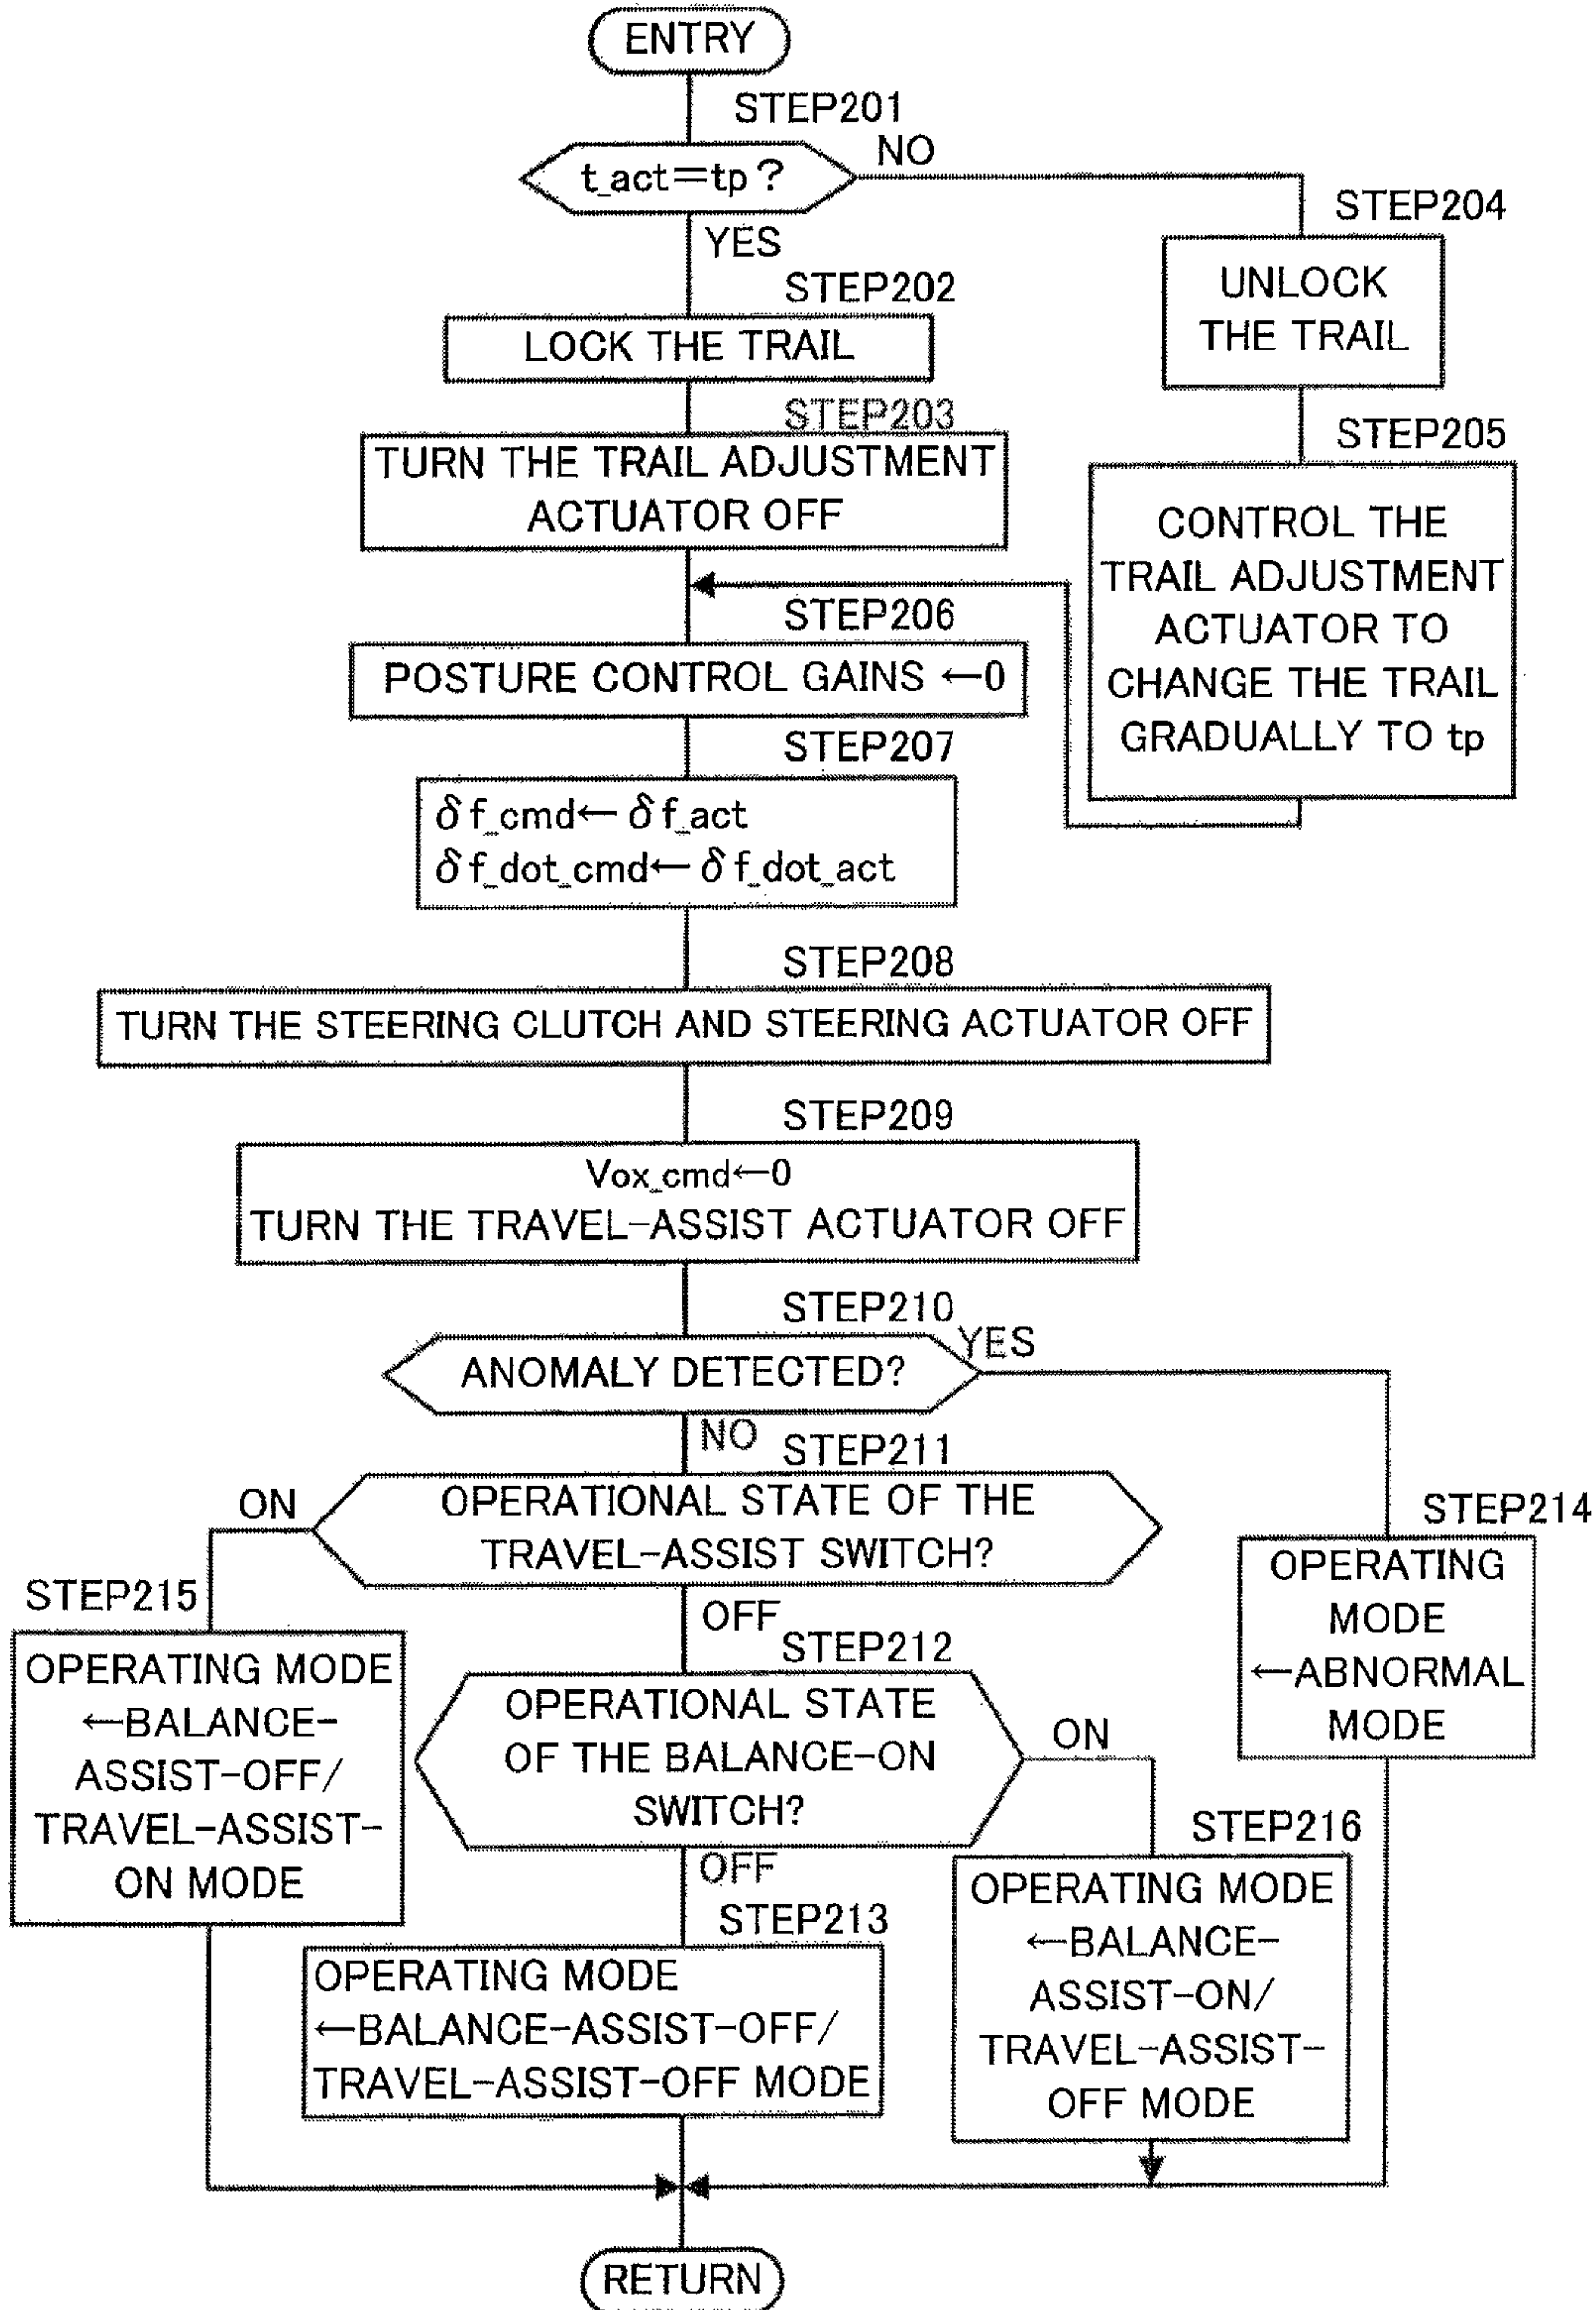 ENTRY
STEP201
t_act=tp?
NO
YES
STEP204
UNLOCK
THE TRAIL
STEP202
LOCK THE TRAIL
STEP203
TURN THE TRAIL ADJUSTMENT
ACTUATOR OFF
STEP205
CONTROL THE
TRAIL ADJUSTMENT
ACTUATOR TO
CHANGE THE TRAIL
GRADUALLY TO tp
STEP206
POSTURE CONTROL GAINS ←0
STEP207
δf_cmd← δf_act
δf_dot_cmd← δf_dot_act
STEP208
TURN THE STEERING CLUTCH AND STEERING ACTUATOR OFF
STEP209
Vox_cmd←0
TURN THE TRAVEL-ASSIST ACTUATOR OFF
STEP210
ANOMALY DETECTED?
YES
NO
STEP211
OPERATIONAL STATE OF THE
TRAVEL-ASSIST SWITCH?
ON
OFF
STEP214
OPERATING
MODE
←ABNORMAL
MODE
STEP215
OPERATING MODE
←BALANCE-
ASSIST-OFF/
TRAVEL-ASSIST-
ON MODE
STEP212
OPERATIONAL STATE
OF THE BALANCE-ON
SWITCH?
ON
OFF
STEP216
OPERATING MODE
←BALANCE-
ASSIST-ON/
TRAVEL-ASSIST-
OFF MODE
STEP213
OPERATING MODE
←BALANCE-ASSIST-OFF/
TRAVEL-ASSIST-OFF MODE
RETURN